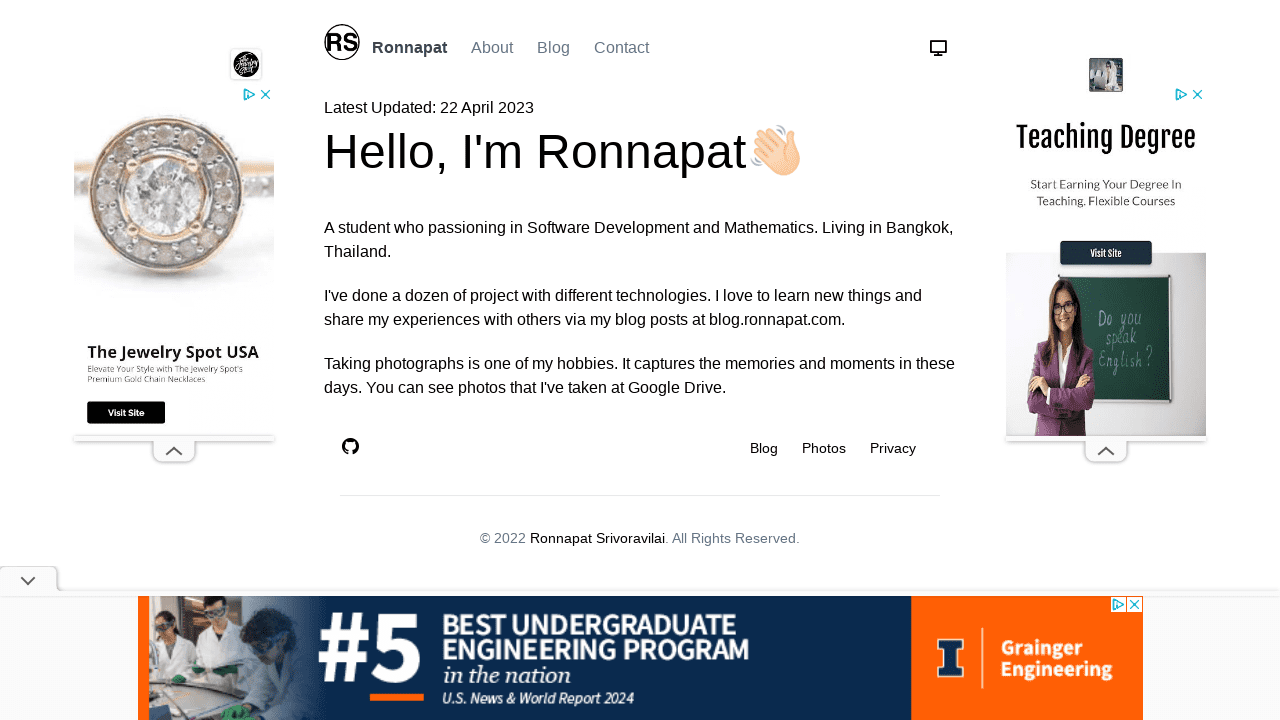 RS Ronnapat About Blog Contact
Latest Updated: 22 April 2023
Hello, I'm Ronnapat👋🏻
A student who passioning in Software Development and Mathematics. Living in Bangkok,
Thailand.
I've done a dozen of project with different technologies. I love to learn new things and
share my experiences with others via my blog posts at blog.ronnapat.com.
Taking photographs is one of my hobbies. It captures the memories and moments in these
days. You can see photos that I've taken at Google Drive.
Blog Photos Privacy
© 2022 Ronnapat Srivoravilai. All Rights Reserved.
The Jewelry Spot
The Jewelry Spot USA
Elevate Your Style with The Jewelry Spot's
Premium Gold Chain Necklaces
Visit Site
Teaching Degree
Start Earning Your Degree In
Teaching. Flexible Courses
Visit Site
Do you
speak
English?
#5 BEST UNDERGRADUATE
ENGINEERING PROGRAM
in the nation
U.S. News & World Report 2024
I Grainger
Engineering